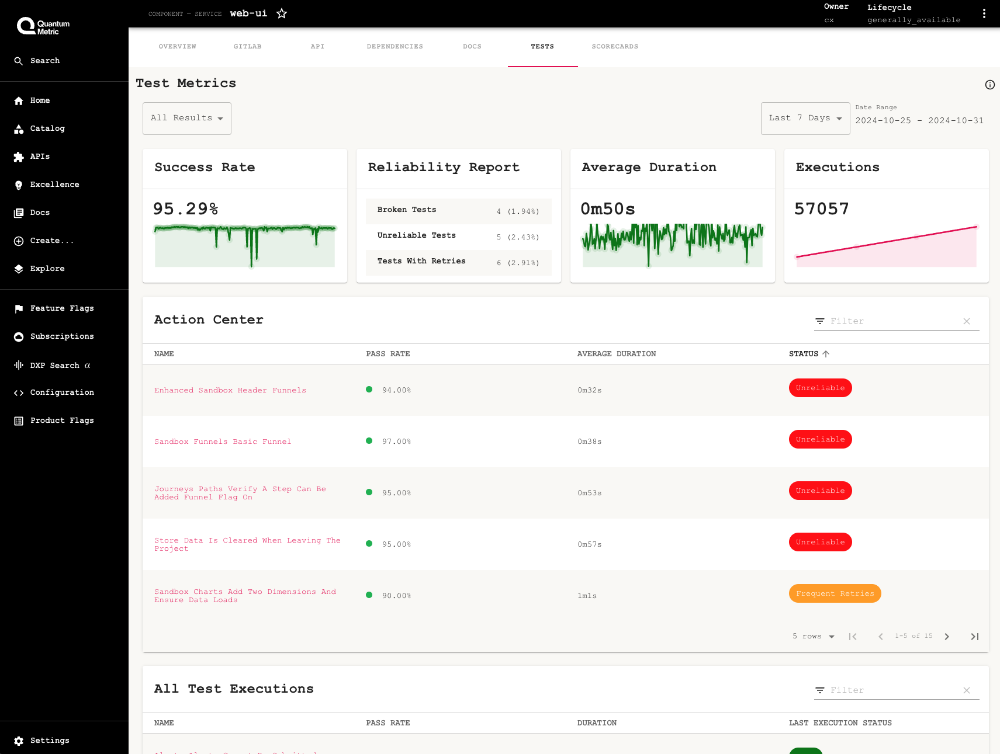 Quantum
Metric
Search
Home
Catalog
APIs
Excellence
Docs
Create...
Explore
Feature Flags
Subscriptions
DXP Search α
Configuration
Product Flags
Settings
COMPONENT — SERVICE web-ui
Owner
cx
Lifecycle
generally_available
OVERVIEW GITLAB API DEPENDENCIES DOCS TESTS SCORECARDS
Test Metrics
All Results
Last 7 Days
Date Range
2024-10-25 - 2024-10-31
Success Rate
95.29%
Reliability Report
Broken Tests 4 (1.94%)
Unreliable Tests 5 (2.43%)
Tests With Retries 6 (2.91%)
Average Duration
0m50s
Executions
57057
Action Center
Filter
NAME PASS RATE AVERAGE DURATION STATUS
Enhanced Sandbox Header Funnels 94.00% 0m32s Unreliable
Sandbox Funnels Basic Funnel 97.00% 0m38s Unreliable
Journeys Paths Verify A Step Can Be
Added Funnel Flag On 95.00% 0m53s Unreliable
Store Data Is Cleared When Leaving The
Project 95.00% 0m57s Unreliable
Sandbox Charts Add Two Dimensions And
Ensure Data Loads 90.00% 1m1s Frequent Retries
5 rows 1-5 of 15
All Test Executions
Filter
NAME PASS RATE DURATION LAST EXECUTION STATUS